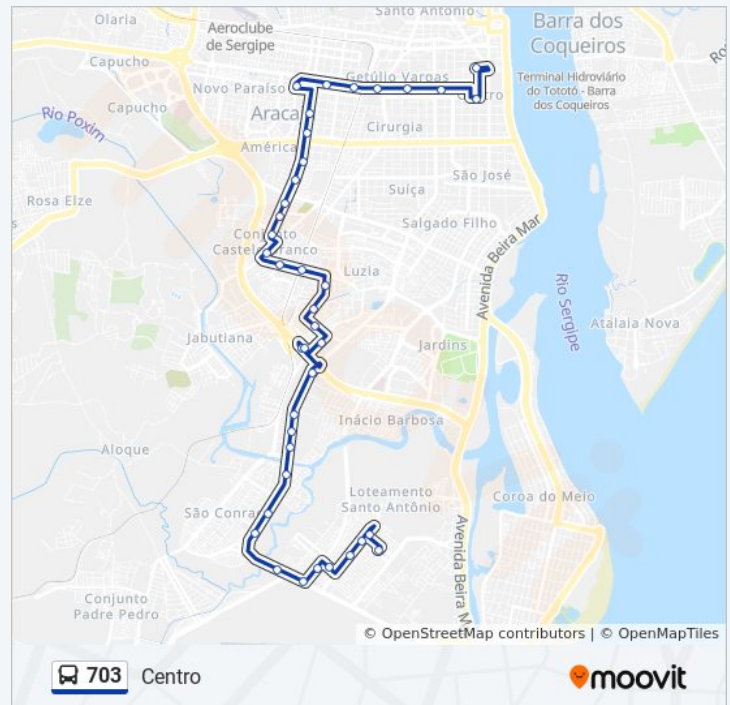 Santo Antônio
Olaria
Aeroclube
de Sergipe
Barra dos
Coqueiros
Capucho
Novo Paraíso
Getúlio Vargas
Terminal Hidroviário
do Tototó - Barra
dos Coqueiros
Capucho
Aracaj
Rio Poxim
Cirurgia
América
São José
Rosa Elze
Suíça
Salgado Filho
Conjunto
Castelo Branco
Luzia
Avenida Beira Mar
Rio Sergipe
Atalaia Nova
Jabutiana
Jardins
Inácio Barbosa
Aloque
Loteamento
Santo Antônio
Coroa do Meio
São Conra
Avenida Beira M
Conjunto
Padre Pedro
© OpenStreetMap contributors | © OpenMapTiles
703 Centro
moovit